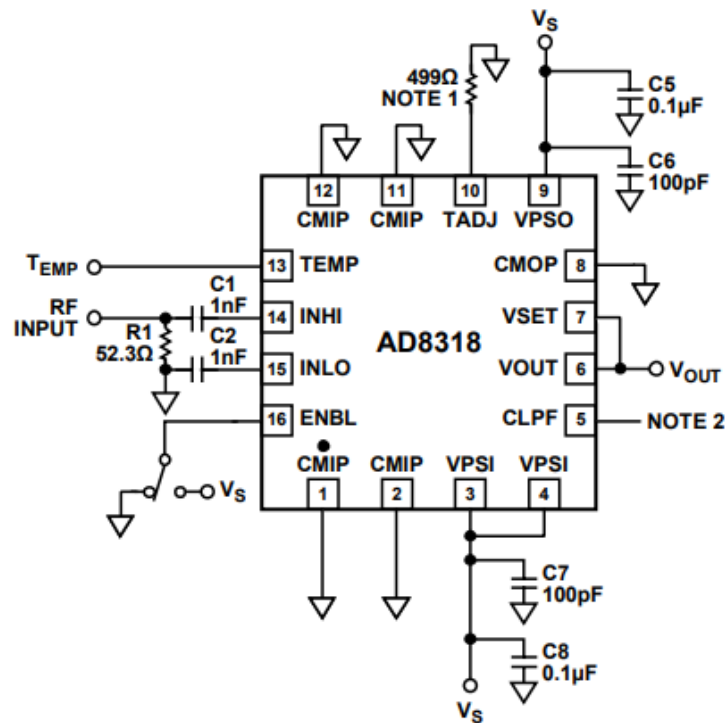 VS
499Ω
NOTE 1
C5
0.1µF
C6
100pF
12
11
10
9
CMIP
CMIP
TADJ
VPSO
TEMP
13
TEMP
CMOP
8
RF
INPUT
C1
1nF
14
INHI
VSET
7
R1
52.3Ω
C2
1nF
AD8318
15
INLO
VOUT
6
VOUT
16
ENBL
CLPF
5
NOTE 2
CMIP
CMIP
VPSI
VPSI
1
2
3
4
VS
C7
100pF
C8
0.1µF
VS